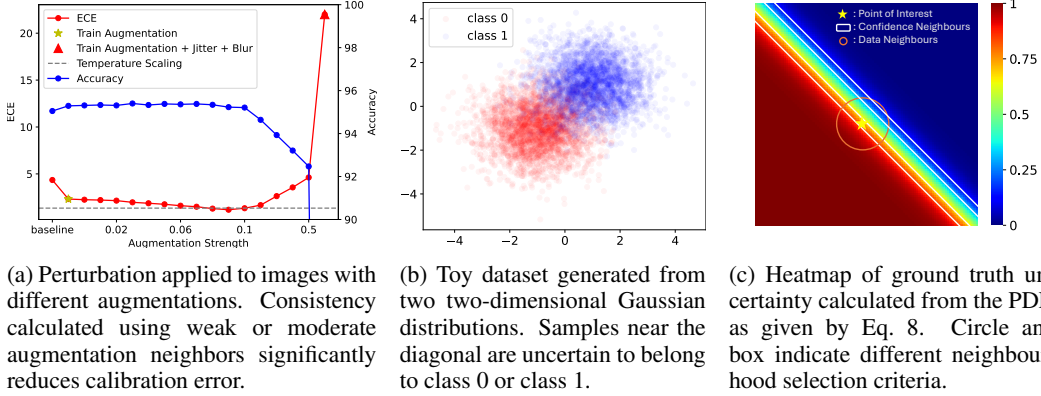 ECE
Train Augmentation
Train Augmentation + Jitter + Blur
Temperature Scaling
Accuracy
20
15
10
5
ECE
100
98
96
94
92
90
Accuracy
baseline
0.02
0.06
0.1
0.5
Augmentation Strength
class 0
class 1
4
2
0
−2
−4
−4
−2
0
2
4
: Point of Interest
: Confidence Neighbours
: Data Neighbours
1
0.75
0.5
0.25
0
(a) Perturbation applied to images with
different augmentations. Consistency
calculated using weak or moderate
augmentation neighbors significantly
reduces calibration error.
(b) Toy dataset generated from
two two-dimensional Gaussian
distributions. Samples near the
diagonal are uncertain to belong
to class 0 or class 1.
(c) Heatmap of ground truth un
certainty calculated from the PD
as given by Eq. 8. Circle an
box indicate different neighbou
hood selection criteria.